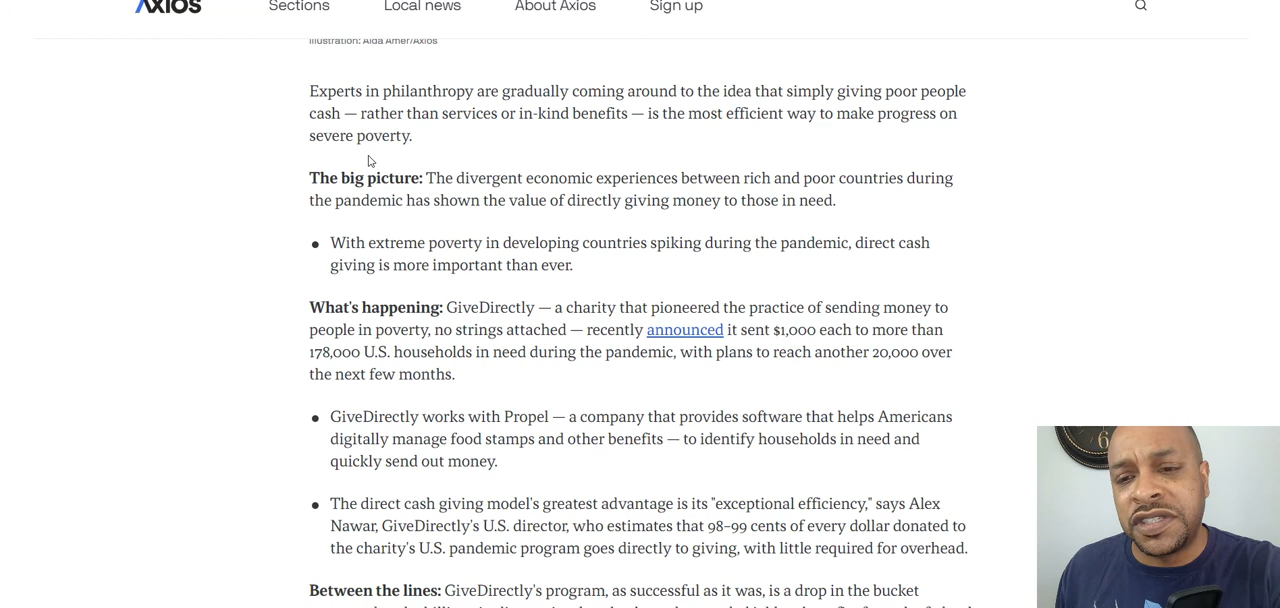 AXIOS Sections Local news About Axios Sign up
Illustration: Aïda Amer/Axios
Experts in philanthropy are gradually coming around to the idea that simply giving poor people
cash — rather than services or in-kind benefits — is the most efficient way to make progress on
severe poverty.
The big picture: The divergent economic experiences between rich and poor countries during
the pandemic has shown the value of directly giving money to those in need.
● With extreme poverty in developing countries spiking during the pandemic, direct cash
giving is more important than ever.
What's happening: GiveDirectly — a charity that pioneered the practice of sending money to
people in poverty, no strings attached — recently announced it sent $1,000 each to more than
178,000 U.S. households in need during the pandemic, with plans to reach another 20,000 over
the next few months.
● GiveDirectly works with Propel — a company that provides software that helps Americans
digitally manage food stamps and other benefits — to identify households in need and
quickly send out money.
● The direct cash giving model's greatest advantage is its "exceptional efficiency," says Alex
Nawar, GiveDirectly's U.S. director, who estimates that 98–99 cents of every dollar donated to
the charity's U.S. pandemic program goes directly to giving, with little required for overhead.
Between the lines: GiveDirectly's program, as successful as it was, is a drop in the bucket
6